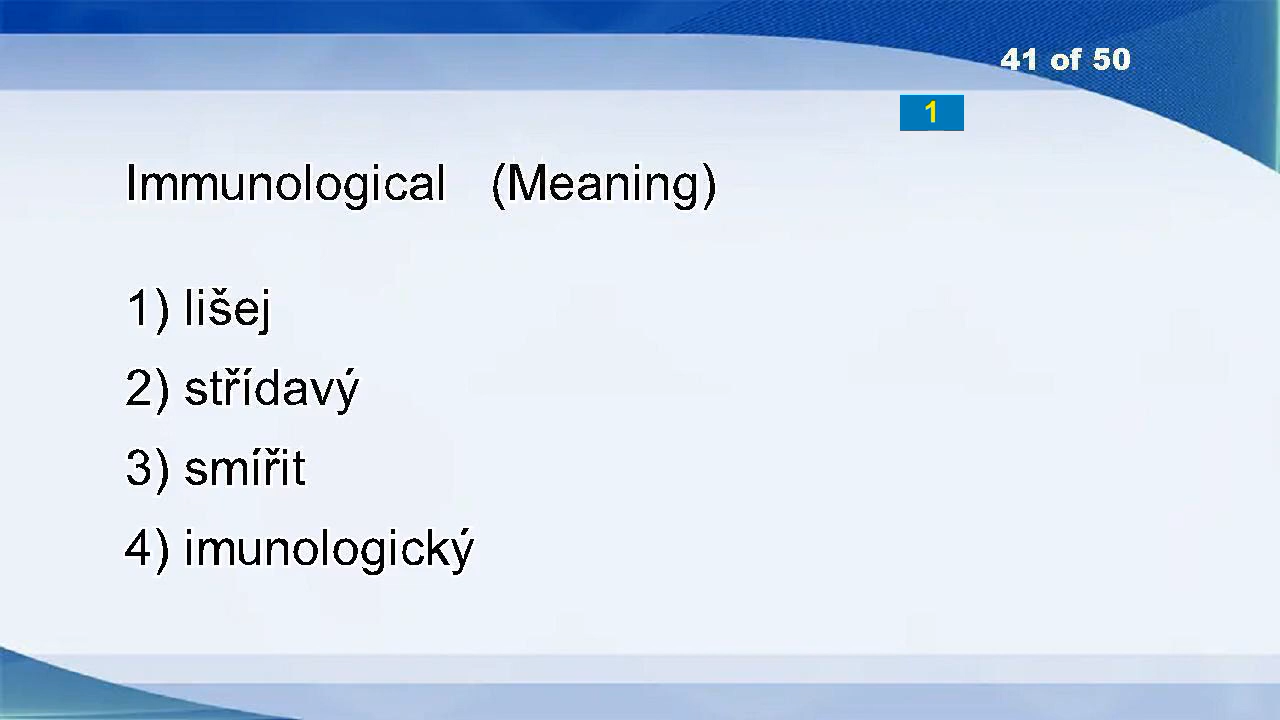 41 of 50
1
Immunological (Meaning)
1) lišej
2) střídavý
3) smířit
4) imunologický